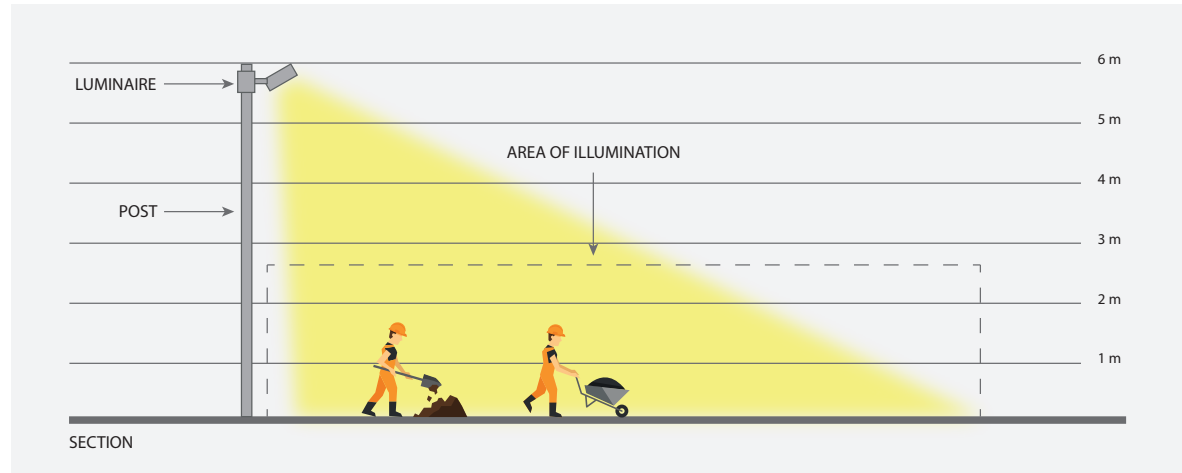 6 m
LUMINAIRE
5 m
AREA OF ILLUMINATION
4 m
POST
3 m
2 m
1 m
SECTION